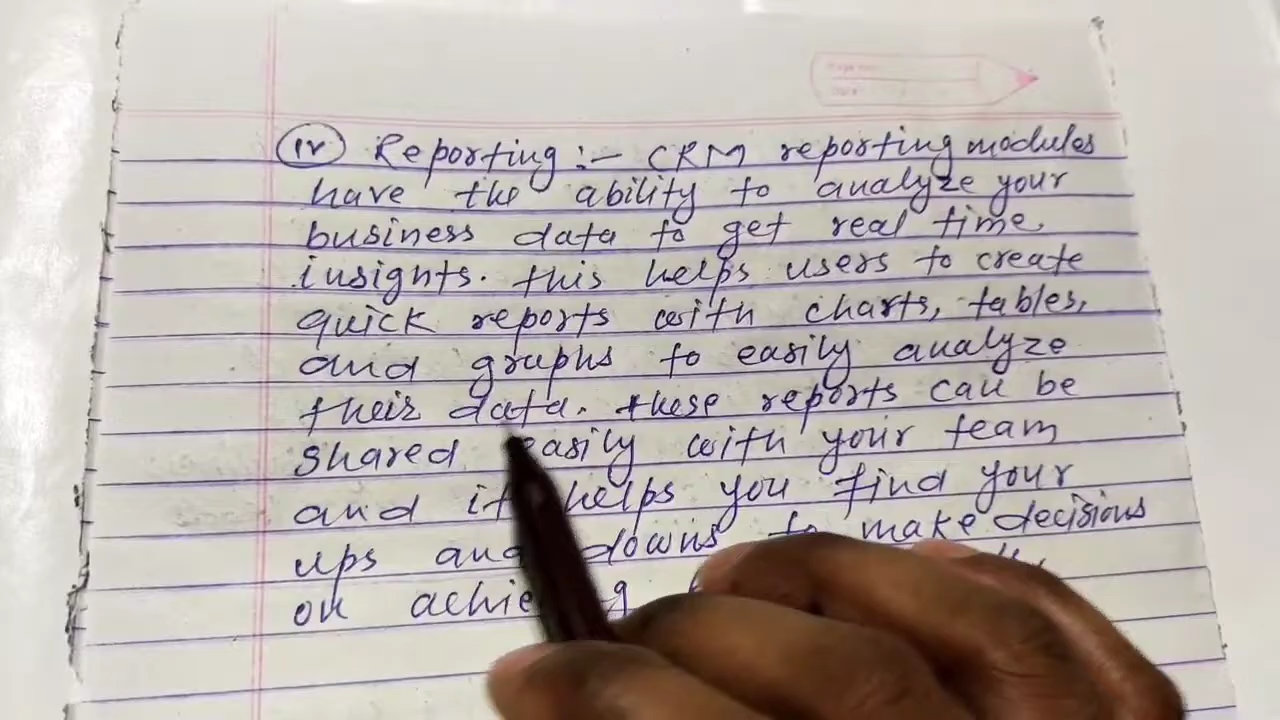 (iv) Reporting :- CRM reporting modules
have the ability to analyze your
business data to get real time
insights. this helps users to create
quick reports with charts, tables,
and graphs to easily analyze
their data. these reports can be
shared easily with your team
and it helps you find your
ups and downs to make decisions
on